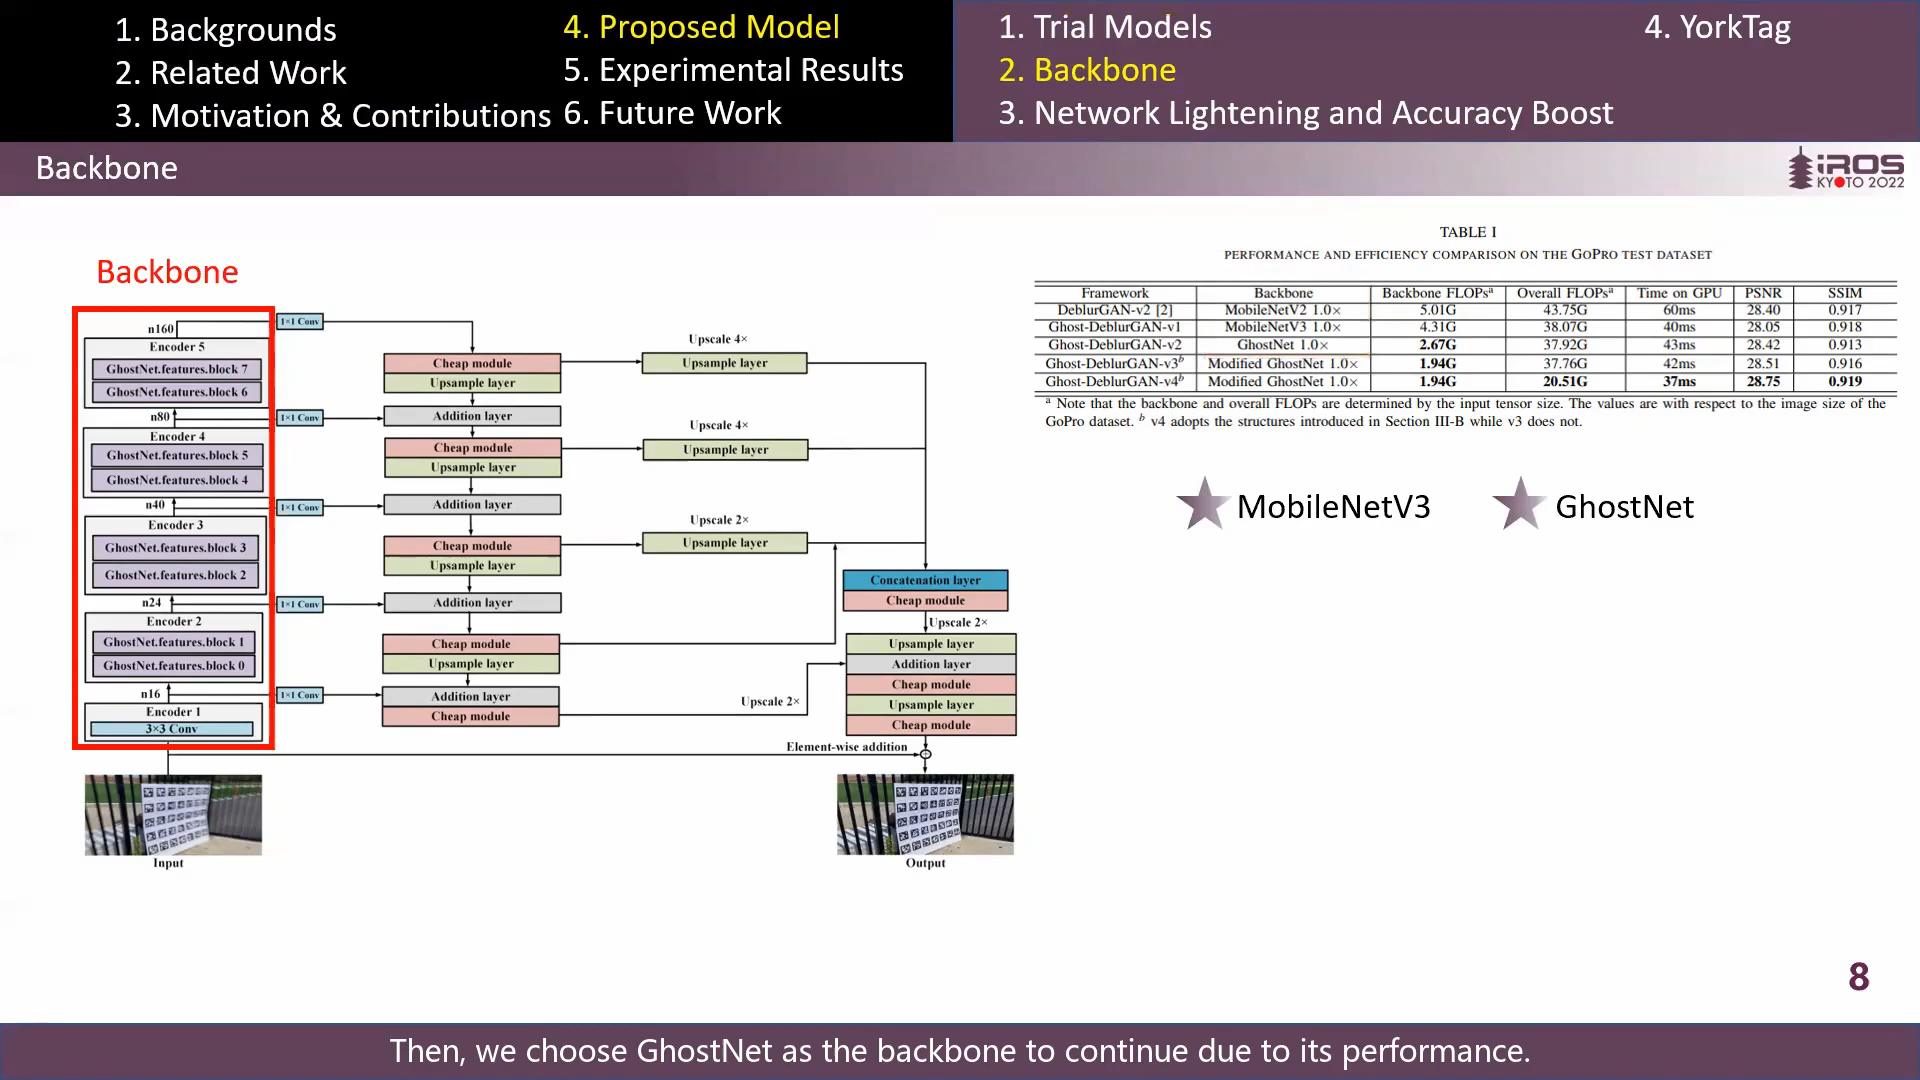 1. Backgrounds
2. Related Work
3. Motivation & Contributions
4. Proposed Model
5. Experimental Results
6. Future Work
1. Trial Models
2. Backbone
3. Network Lightening and Accuracy Boost
4. YorkTag
Backbone
iROS
KYOTO 2022
Backbone
n160
Encoder 5
GhostNet.features.block 7
GhostNet.features.block 6
n80
Encoder 4
GhostNet.features.block 5
GhostNet.features.block 4
n40
Encoder 3
GhostNet.features.block 3
GhostNet.features.block 2
n24
Encoder 2
GhostNet.features.block 1
GhostNet.features.block 0
n16
Encoder 1
3×3 Conv
Input
1×1 Conv
1×1 Conv
1×1 Conv
1×1 Conv
1×1 Conv
Cheap module
Upsample layer
Addition layer
Cheap module
Upsample layer
Addition layer
Cheap module
Upsample layer
Addition layer
Cheap module
Upsample layer
Addition layer
Cheap module
Upscale 4×
Upsample layer
Upscale 4×
Upsample layer
Upscale 2×
Upsample layer
Upscale 2×
Concatenation layer
Cheap module
Upscale 2×
Upsample layer
Addition layer
Cheap module
Upsample layer
Cheap module
Element-wise addition
Output
TABLE I
PERFORMANCE AND EFFICIENCY COMPARISON ON THE GOPRO TEST DATASET
Framework Backbone Backbone FLOPsᵃ Overall FLOPsᵃ Time on GPU PSNR SSIM
DeblurGAN-v2 [2] MobileNetV2 1.0× 5.01G 43.75G 60ms 28.40 0.917
Ghost-DeblurGAN-v1 MobileNetV3 1.0× 4.31G 38.07G 40ms 28.05 0.918
Ghost-DeblurGAN-v2 GhostNet 1.0× 2.67G 37.92G 43ms 28.42 0.913
Ghost-DeblurGAN-v3ᵇ Modified GhostNet 1.0× 1.94G 37.76G 42ms 28.51 0.916
Ghost-DeblurGAN-v4ᵇ Modified GhostNet 1.0× 1.94G 20.51G 37ms 28.75 0.919
ᵃ Note that the backbone and overall FLOPs are determined by the input tensor size. The values are with respect to the image size of the
GoPro dataset. ᵇ v4 adopts the structures introduced in Section III-B while v3 does not.
MobileNetV3
GhostNet
8
Then, we choose GhostNet as the backbone to continue due to its performance.